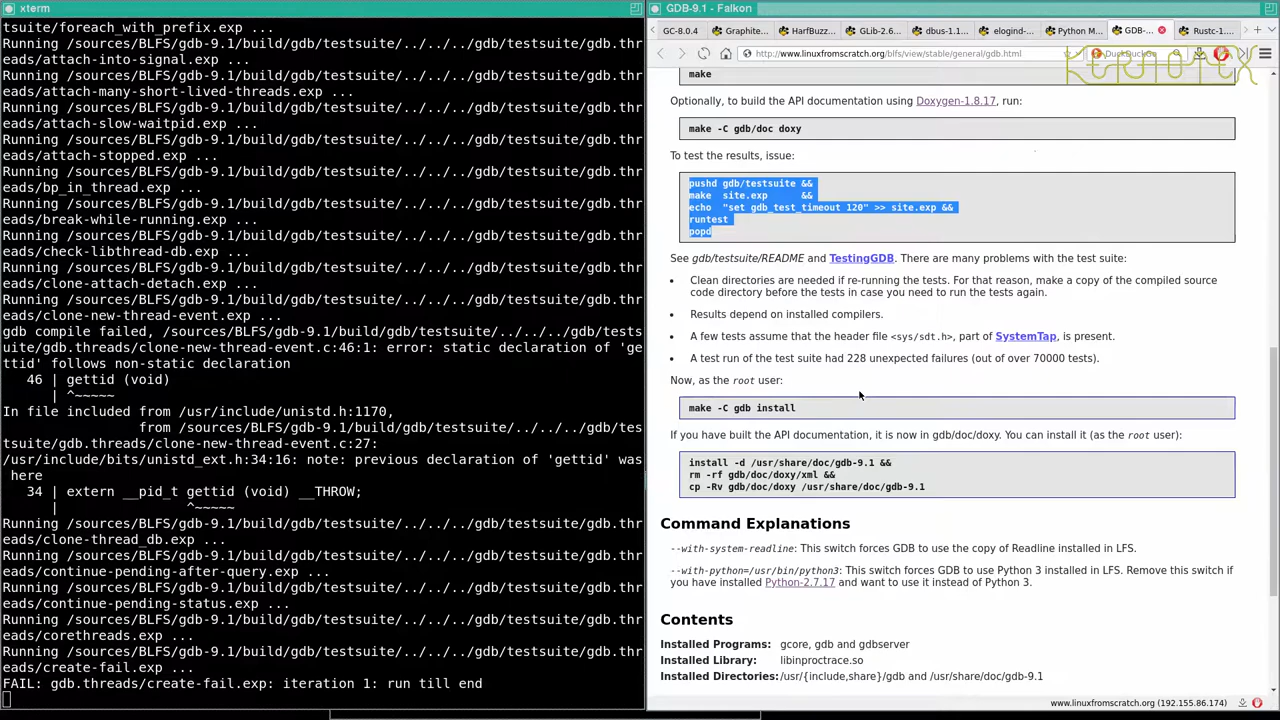 xterm
tsuite/foreach_with_prefix.exp ...
Running /sources/BLFS/gdb-9.1/build/gdb/testsuite/../../../gdb/testsuite/gdb.thr
eads/attach-into-signal.exp ...
Running /sources/BLFS/gdb-9.1/build/gdb/testsuite/../../../gdb/testsuite/gdb.thr
eads/attach-many-short-lived-threads.exp ...
Running /sources/BLFS/gdb-9.1/build/gdb/testsuite/../../../gdb/testsuite/gdb.thr
eads/attach-slow-waitpid.exp ...
Running /sources/BLFS/gdb-9.1/build/gdb/testsuite/../../../gdb/testsuite/gdb.thr
eads/attach-stopped.exp ...
Running /sources/BLFS/gdb-9.1/build/gdb/testsuite/../../../gdb/testsuite/gdb.thr
eads/bp_in_thread.exp ...
Running /sources/BLFS/gdb-9.1/build/gdb/testsuite/../../../gdb/testsuite/gdb.thr
eads/break-while-running.exp ...
Running /sources/BLFS/gdb-9.1/build/gdb/testsuite/../../../gdb/testsuite/gdb.thr
eads/check-libthread-db.exp ...
Running /sources/BLFS/gdb-9.1/build/gdb/testsuite/../../../gdb/testsuite/gdb.thr
eads/clone-attach-detach.exp ...
Running /sources/BLFS/gdb-9.1/build/gdb/testsuite/../../../gdb/testsuite/gdb.thr
eads/clone-new-thread-event.exp ...
gdb compile failed, /sources/BLFS/gdb-9.1/build/gdb/testsuite/../../../gdb/tests
uite/gdb.threads/clone-new-thread-event.c:46:1: error: static declaration of 'ge
ttid' follows non-static declaration
46 | gettid (void)
| ^~~~~~
In file included from /usr/include/unistd.h:1170,
from /sources/BLFS/gdb-9.1/build/gdb/testsuite/../../../gdb/tes
tsuite/gdb.threads/clone-new-thread-event.c:27:
/usr/include/bits/unistd_ext.h:34:16: note: previous declaration of 'gettid' was
here
34 | extern __pid_t gettid (void) __THROW;
| ^~~~~~
Running /sources/BLFS/gdb-9.1/build/gdb/testsuite/../../../gdb/testsuite/gdb.thr
eads/clone-thread_db.exp ...
Running /sources/BLFS/gdb-9.1/build/gdb/testsuite/../../../gdb/testsuite/gdb.thr
eads/continue-pending-after-query.exp ...
Running /sources/BLFS/gdb-9.1/build/gdb/testsuite/../../../gdb/testsuite/gdb.thr
eads/continue-pending-status.exp ...
Running /sources/BLFS/gdb-9.1/build/gdb/testsuite/../../../gdb/testsuite/gdb.thr
eads/corethreads.exp ...
Running /sources/BLFS/gdb-9.1/build/gdb/testsuite/../../../gdb/testsuite/gdb.thr
eads/create-fail.exp ...
FAIL: gdb.threads/create-fail.exp: iteration 1: run till end
GDB-9.1 - Falkon
GC-8.0.4 Graphite... HarfBuzz... GLib-2.6... dbus-1.1... elogind-... Python M... GDB-... Rustc-1....
http://www.linuxfromscratch.org/blfs/view/stable/general/gdb.html DuckDuckGo
KERNOTEX
make
Optionally, to build the API documentation using Doxygen-1.8.17, run:
make -C gdb/doc doxy
To test the results, issue:
pushd gdb/testsuite &&
make site.exp &&
echo "set gdb_test_timeout 120" >> site.exp &&
runtest
popd
See gdb/testsuite/README and TestingGDB. There are many problems with the test suite:
• Clean directories are needed if re-running the tests. For that reason, make a copy of the compiled source
code directory before the tests in case you need to run the tests again.
• Results depend on installed compilers.
• A few tests assume that the header file <sys/sdt.h>, part of SystemTap, is present.
• A test run of the test suite had 228 unexpected failures (out of over 70000 tests).
Now, as the root user:
make -C gdb install
If you have built the API documentation, it is now in gdb/doc/doxy. You can install it (as the root user):
install -d /usr/share/doc/gdb-9.1 &&
rm -rf gdb/doc/doxy/xml &&
cp -Rv gdb/doc/doxy /usr/share/doc/gdb-9.1
Command Explanations
--with-system-readline: This switch forces GDB to use the copy of Readline installed in LFS.
--with-python=/usr/bin/python3: This switch forces GDB to use Python 3 installed in LFS. Remove this switch if
you have installed Python-2.7.17 and want to use it instead of Python 3.
Contents
Installed Programs: gcore, gdb and gdbserver
Installed Library: libinproctrace.so
Installed Directories: /usr/{include,share}/gdb and /usr/share/doc/gdb-9.1
www.linuxfromscratch.org (192.155.86.174)